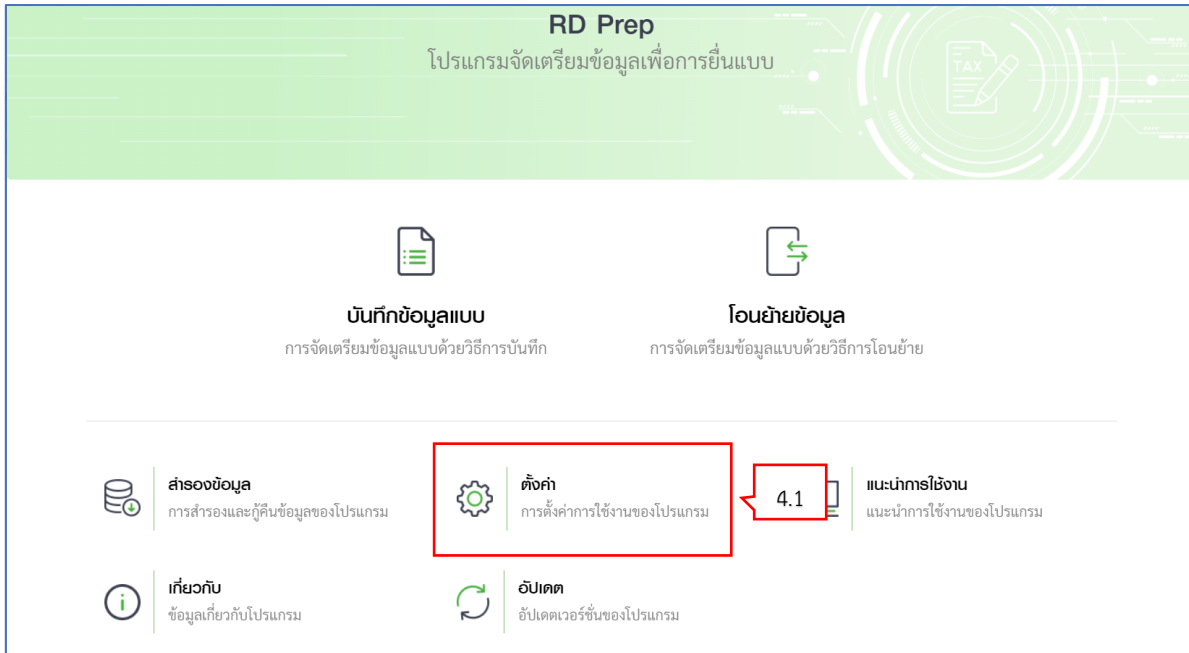 RD Prep
โปรแกรมจัดเตรียมข้อมูลเพื่อการยื่นแบบ
TAX
บันทึกข้อมูลแบบ
การจัดเตรียมข้อมูลแบบด้วยวิธีการบันทึก
โอนย้ายข้อมูล
การจัดเตรียมข้อมูลแบบด้วยวิธีการโอนย้าย
สำรองข้อมูล
การสำรองและกู้คืนข้อมูลของโปรแกรม
ตั้งค่า
การตั้งค่าการใช้งานของโปรแกรม
4.1
แนะนำการใช้งาน
แนะนำการใช้งานของโปรแกรม
เกี่ยวกับ
ข้อมูลเกี่ยวกับโปรแกรม
อัปเดต
อัปเดตเวอร์ชั่นของโปรแกรม